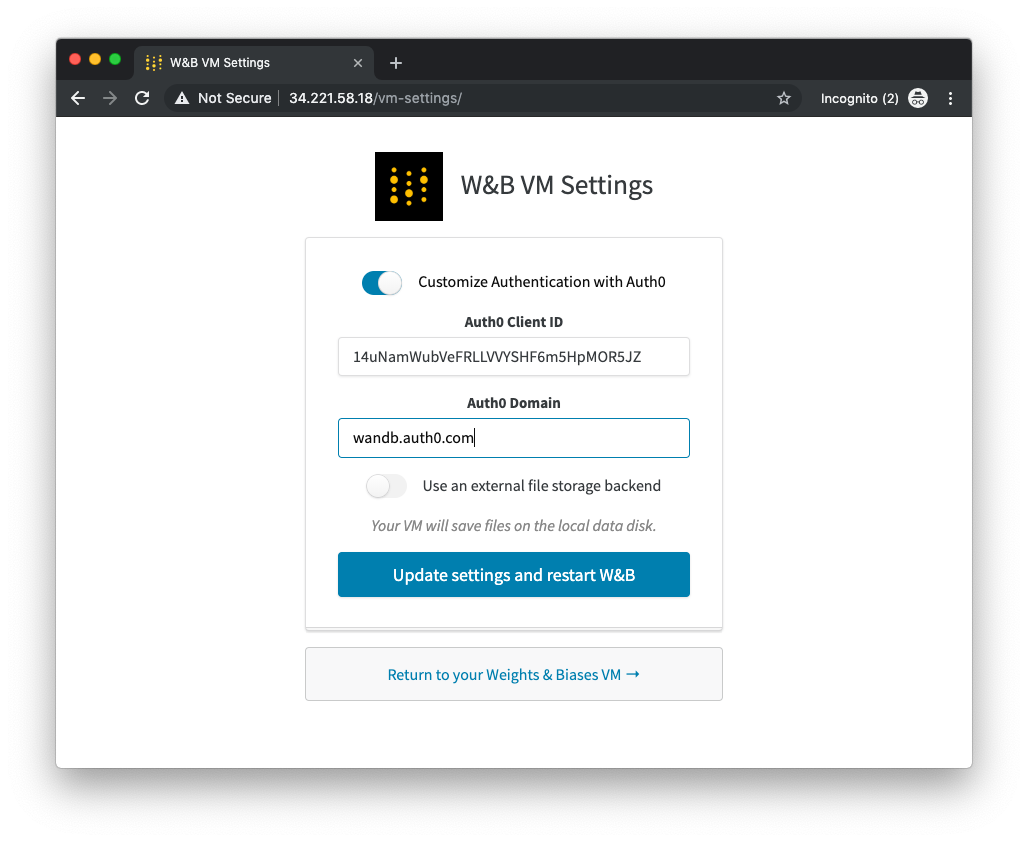 W&B VM Settings
Not Secure 34.221.58.18/vm-settings/ Incognito (2)
W&B VM Settings
Customize Authentication with Auth0
Auth0 Client ID
14uNamWubVeFRLLVVYSHF6m5HpMOR5JZ
Auth0 Domain
wandb.auth0.com
Use an external file storage backend
Your VM will save files on the local data disk.
Update settings and restart W&B
Return to your Weights & Biases VM →